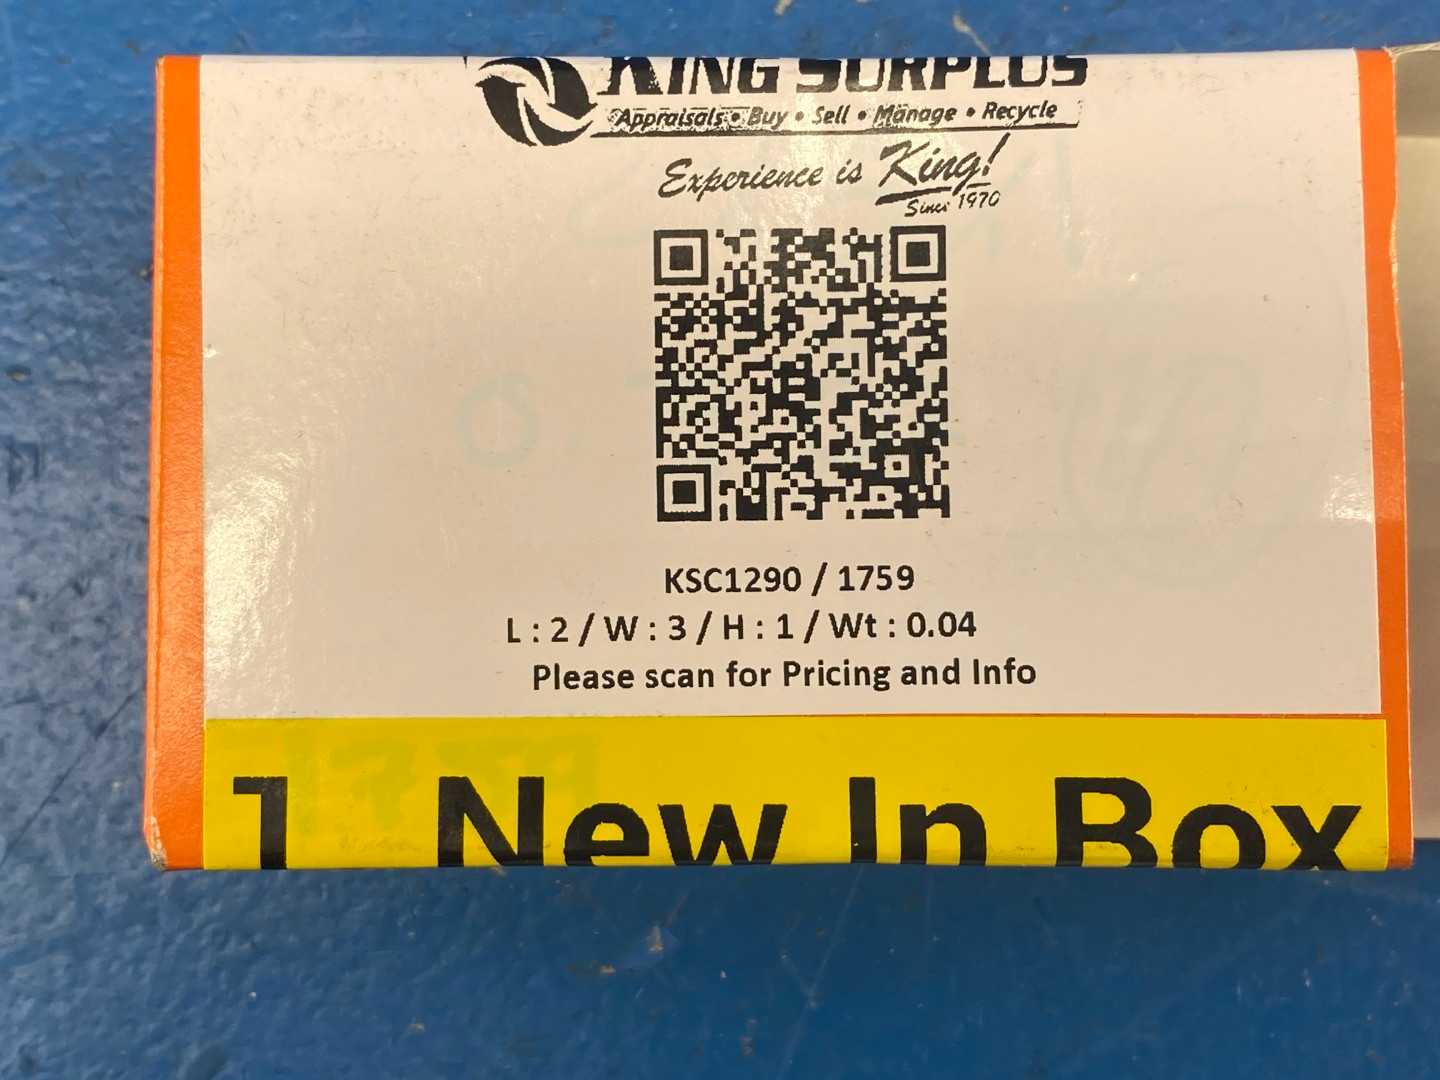 KING SURPLUS
Appraisals • Buy • Sell • Manage • Recycle
Experience is King!
Since 1970
KSC1290 / 1759
L : 2 / W : 3 / H : 1 / Wt : 0.04
Please scan for Pricing and Info
1 New In Box